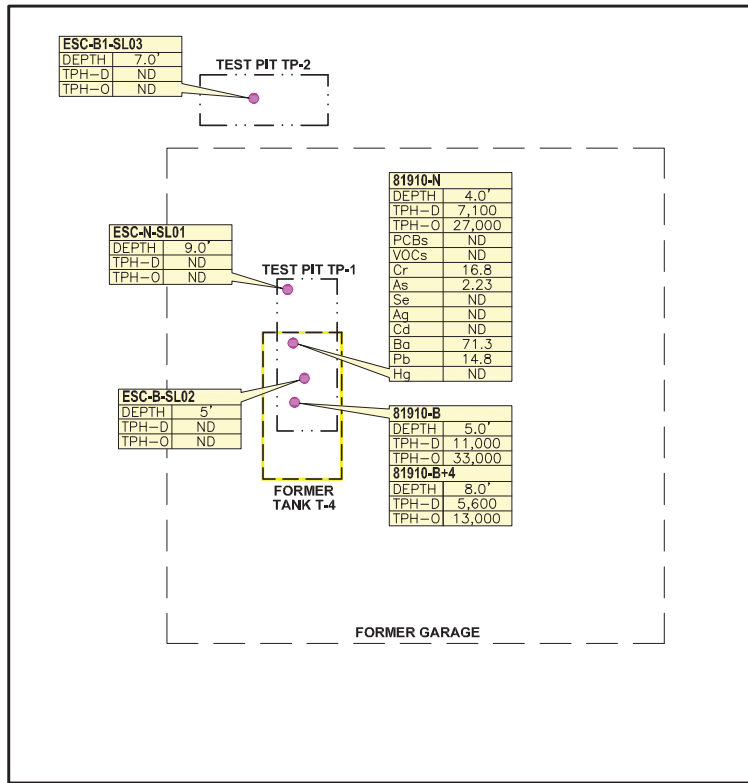 ESC-B1-SL03
DEPTH 7.0'
TPH-D ND
TPH-O ND
TEST PIT TP-2
81910-N
DEPTH 4.0'
TPH-D 7,100
TPH-O 27,000
PCBs ND
VOCs ND
Cr 16.8
As 2.23
Se ND
Ag ND
Cd ND
Ba 71.3
Pb 14.8
Hg ND
ESC-N-SL01
DEPTH 9.0'
TPH-D ND
TPH-O ND
TEST PIT TP-1
ESC-B-SL02
DEPTH 5'
TPH-D ND
TPH-O ND
81910-B
DEPTH 5.0'
TPH-D 11,000
TPH-O 33,000
81910-B+4
DEPTH 8.0'
TPH-D 5,600
TPH-O 13,000
FORMER
TANK T-4
FORMER GARAGE